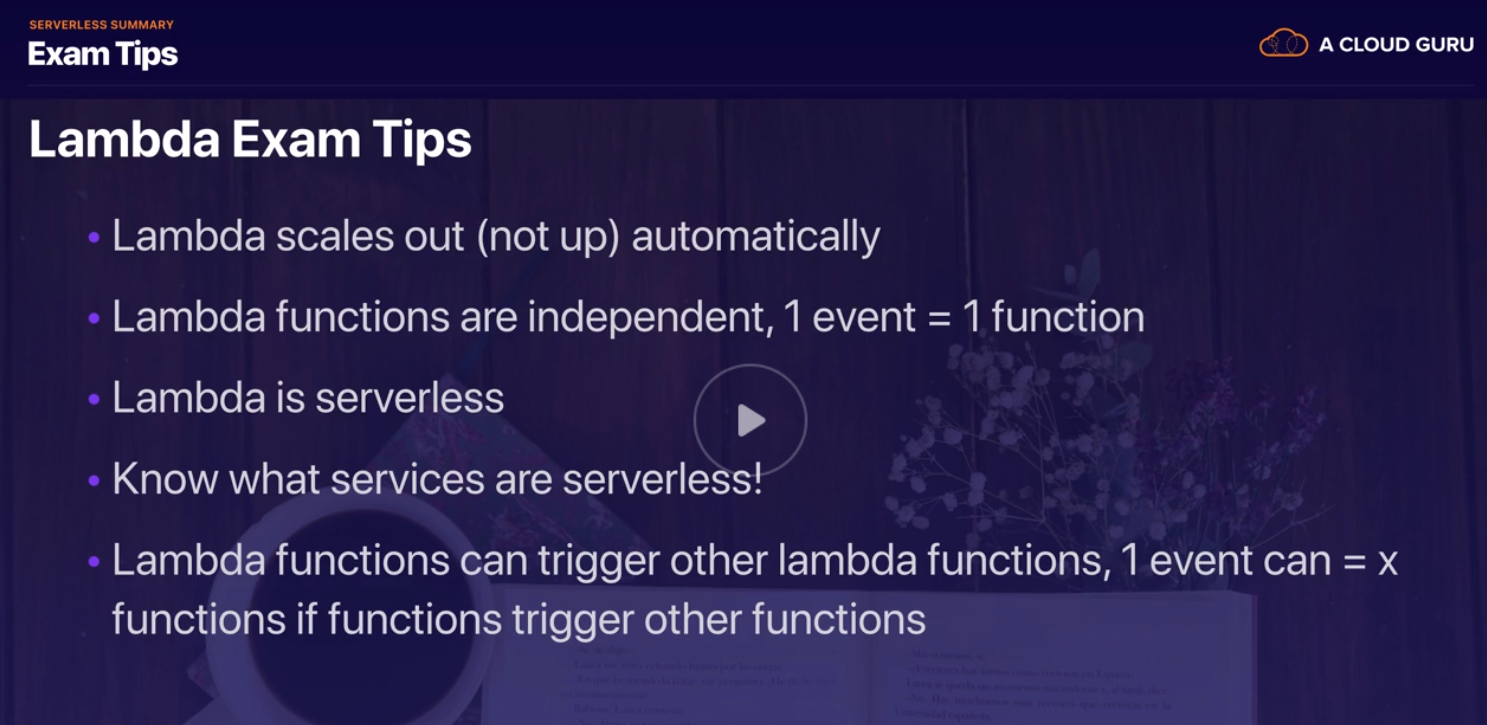 SERVERLESS SUMMARY
Exam Tips
A CLOUD GURU
Lambda Exam Tips
• Lambda scales out (not up) automatically
• Lambda functions are independent, 1 event = 1 function
• Lambda is serverless
• Know what services are serverless!
• Lambda functions can trigger other lambda functions, 1 event can = x
functions if functions trigger other functions